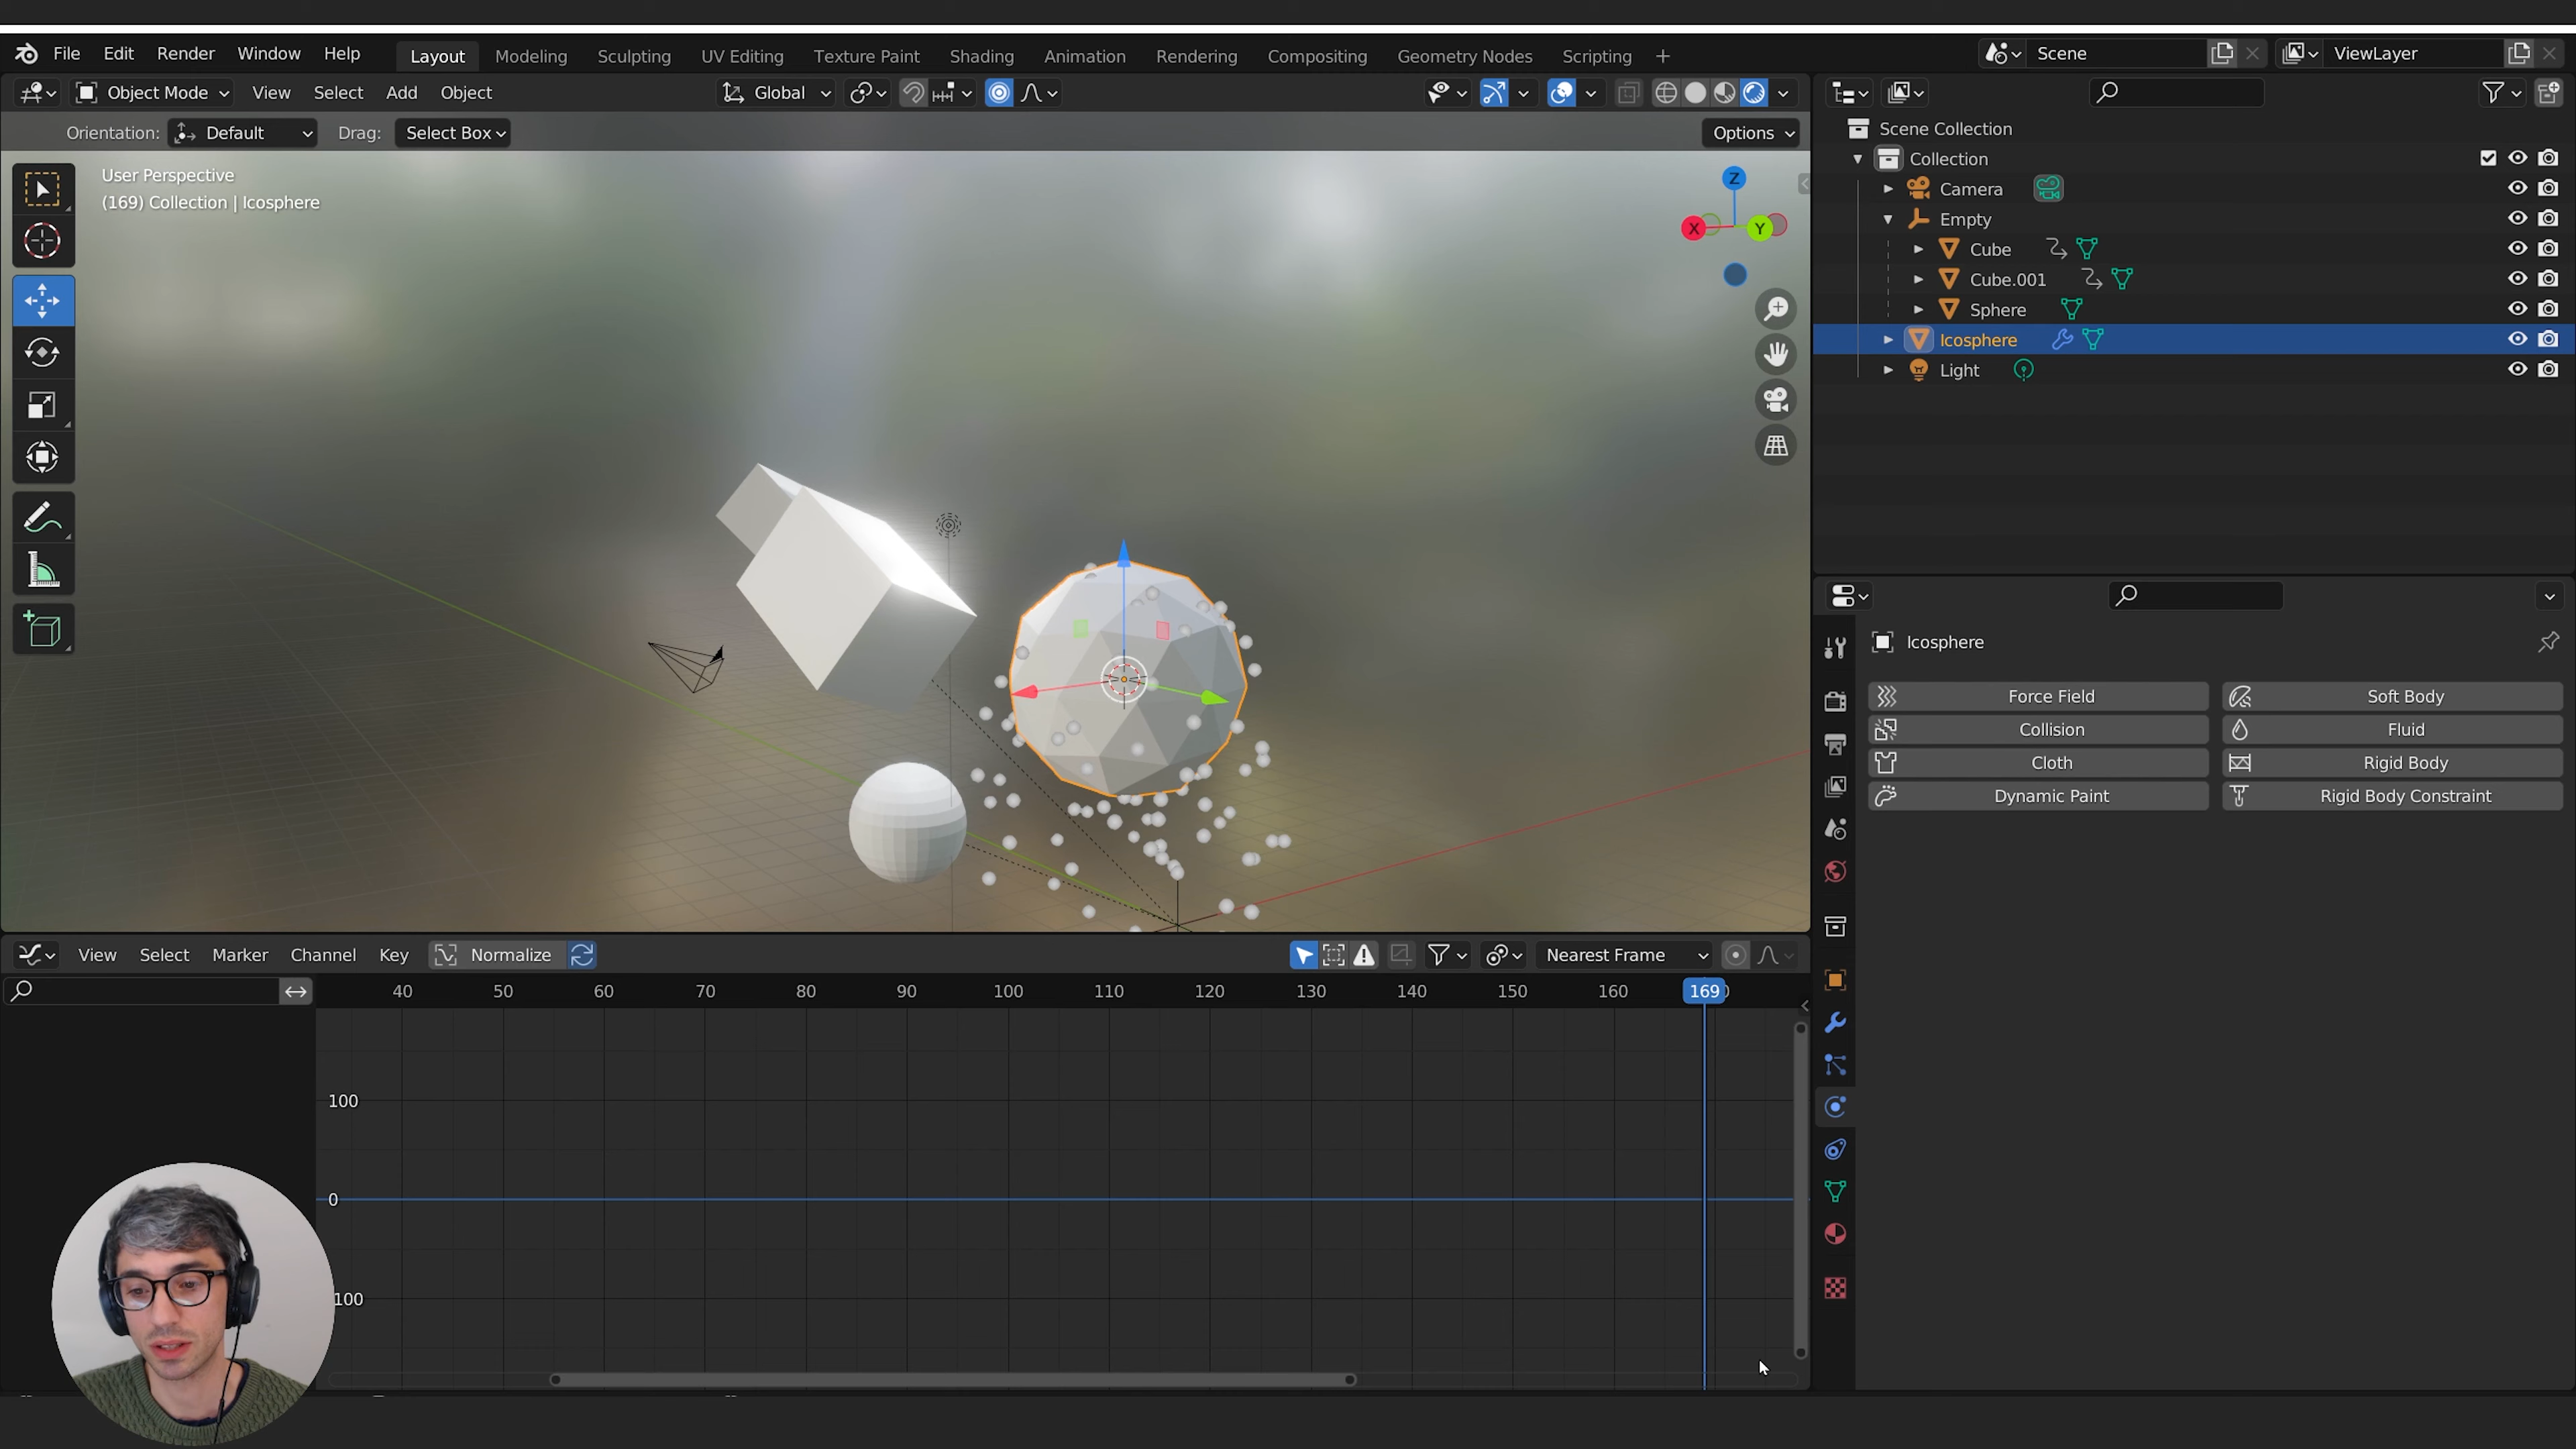 File Edit Render Window Help Layout Modeling Sculpting UV Editing Texture Paint Shading Animation Rendering Compositing Geometry Nodes Scripting + Scene ViewLayer
Object Mode View Select Add Object Global
Orientation: Default Drag: Select Box Options
User Perspective
(169) Collection | Icosphere
Z
X Y
Scene Collection
Collection
Camera
Empty
Cube
Cube.001
Sphere
Icosphere
Light
Icosphere
Force Field Soft Body
Collision Fluid
Cloth Rigid Body
Dynamic Paint Rigid Body Constraint
View Select Marker Channel Key Normalize Nearest Frame
40 50 60 70 80 90 100 110 120 130 140 150 160 169
100
0
100